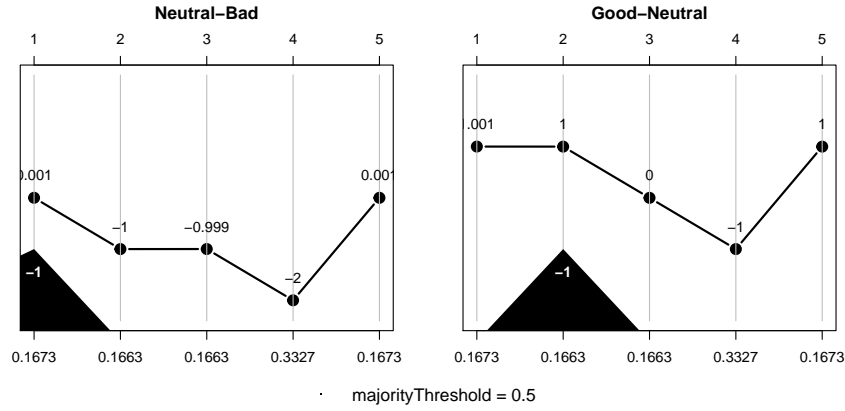 Neutral−Bad
1 2 3 4 5
0.001 −1 −0.999 −2 0.001
−1
0.1673 0.1663 0.1663 0.3327 0.1673
Good−Neutral
1 2 3 4 5
1.001 1 0 −1 1
−1
0.1673 0.1663 0.1663 0.3327 0.1673
majorityThreshold = 0.5